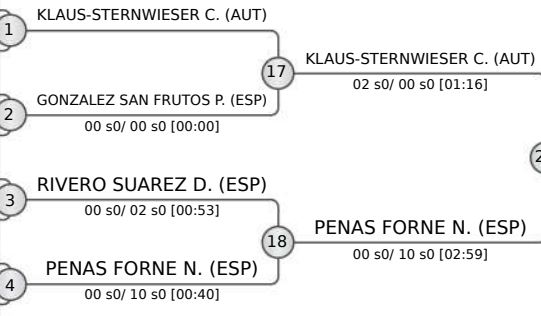 KLAUS-STERNWIESER C. (AUT)
1
17
KLAUS-STERNWIESER C. (AUT)
02 s0/ 00 s0 [01:16]
2
GONZALEZ SAN FRUTOS P. (ESP)
00 s0/ 00 s0 [00:00]
3
RIVERO SUAREZ D. (ESP)
00 s0/ 02 s0 [00:53]
18
PENAS FORNE N. (ESP)
00 s0/ 10 s0 [02:59]
4
PENAS FORNE N. (ESP)
00 s0/ 10 s0 [00:40]